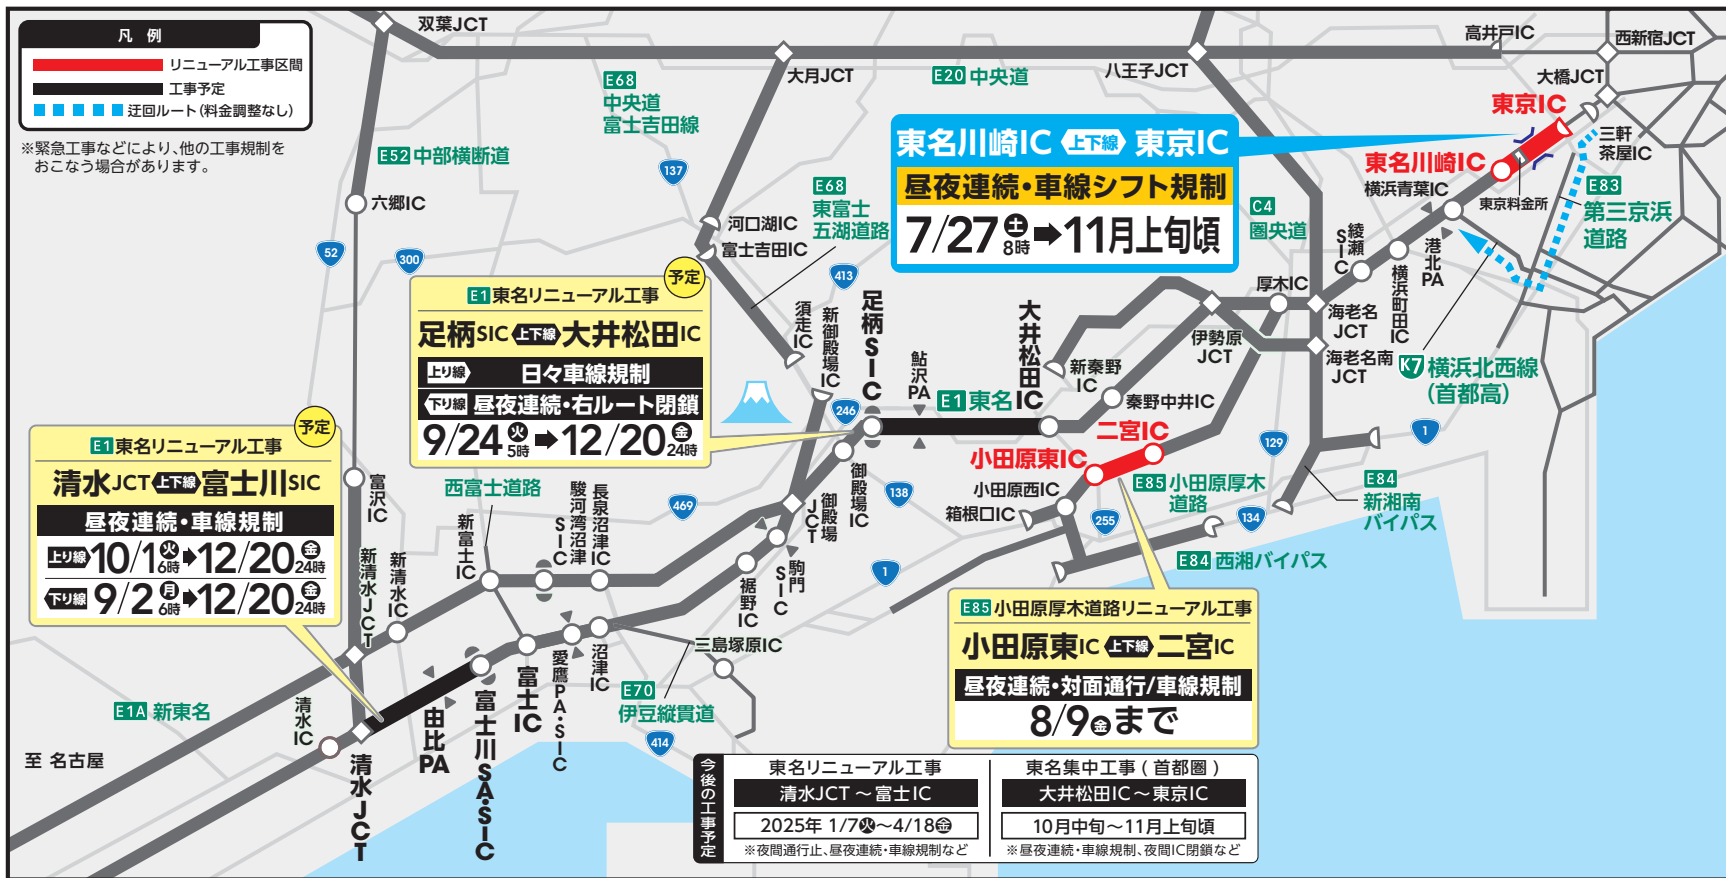 凡 例
リニューアル工事区間
工事予定
迂回ルート（料金調整なし）
※緊急工事などにより、他の工事規制を
おこなう場合があります。
双葉JCT
大月JCT
E20 中央道
八王子JCT
高井戸IC
西新宿JCT
大橋JCT
E68
中央道
富士吉田線
E52 中部横断道
六郷IC
137
52
300
河口湖IC
富士吉田IC
E68
東富士
五湖道路
413
東名川崎IC 上下線 東京IC
昼夜連続・車線シフト規制
7/27土8時➡11月上旬頃
C4
圏央道
東京IC
東名川崎IC
三軒
茶屋IC
横浜青葉IC
東京料金所
E83
第三京浜
道路
綾瀬SIC
横浜町田IC
港北PA
厚木IC
海老名
JCT
伊勢原
JCT
海老名南
JCT
K7 横浜北西線
（首都高）
予定
E1 東名リニューアル工事
足柄SIC 上下線 大井松田IC
上り線 日々車線規制
下り線 昼夜連続・右ルート閉鎖
9/24火5時➡12/20金24時
須走IC
新御殿場IC
足柄SIC
鮎沢PA
大井松田IC
新秦野
IC
秦野中井IC
E1 東名
246
二宮IC
小田原東IC
小田原西IC
箱根口IC
E85 小田原厚木
道路
129
1
E84
新湘南
バイパス
134
255
E84 西湘バイパス
138
御殿場IC
御殿場JCT
469
予定
E1 東名リニューアル工事
清水JCT 上下線 富士川SIC
昼夜連続・車線規制
上り線 10/1火6時➡12/20金24時
下り線 9/2月6時➡12/20金24時
富沢IC
新清水JCT
新清水IC
西富士道路
新富士IC
駿河湾沼津SIC
長泉沼津IC
裾野IC
駒門SIC
1
三島塚原IC
E70
伊豆縦貫道
414
沼津IC
愛鷹PA・SIC
富士IC
富士川SA・SIC
由比PA
清水JCT
清水IC
E1A 新東名
至 名古屋
E85 小田原厚木道路リニューアル工事
小田原東IC 上下線 二宮IC
昼夜連続・対面通行/車線規制
8/9金まで
今後の工事予定
東名リニューアル工事
清水JCT ～ 富士IC
2025年 1/7火～4/18金
※夜間通行止、昼夜連続・車線規制など
東名集中工事（首都圏）
大井松田IC～東京IC
10月中旬～11月上旬頃
※昼夜連続・車線規制、夜間IC閉鎖など